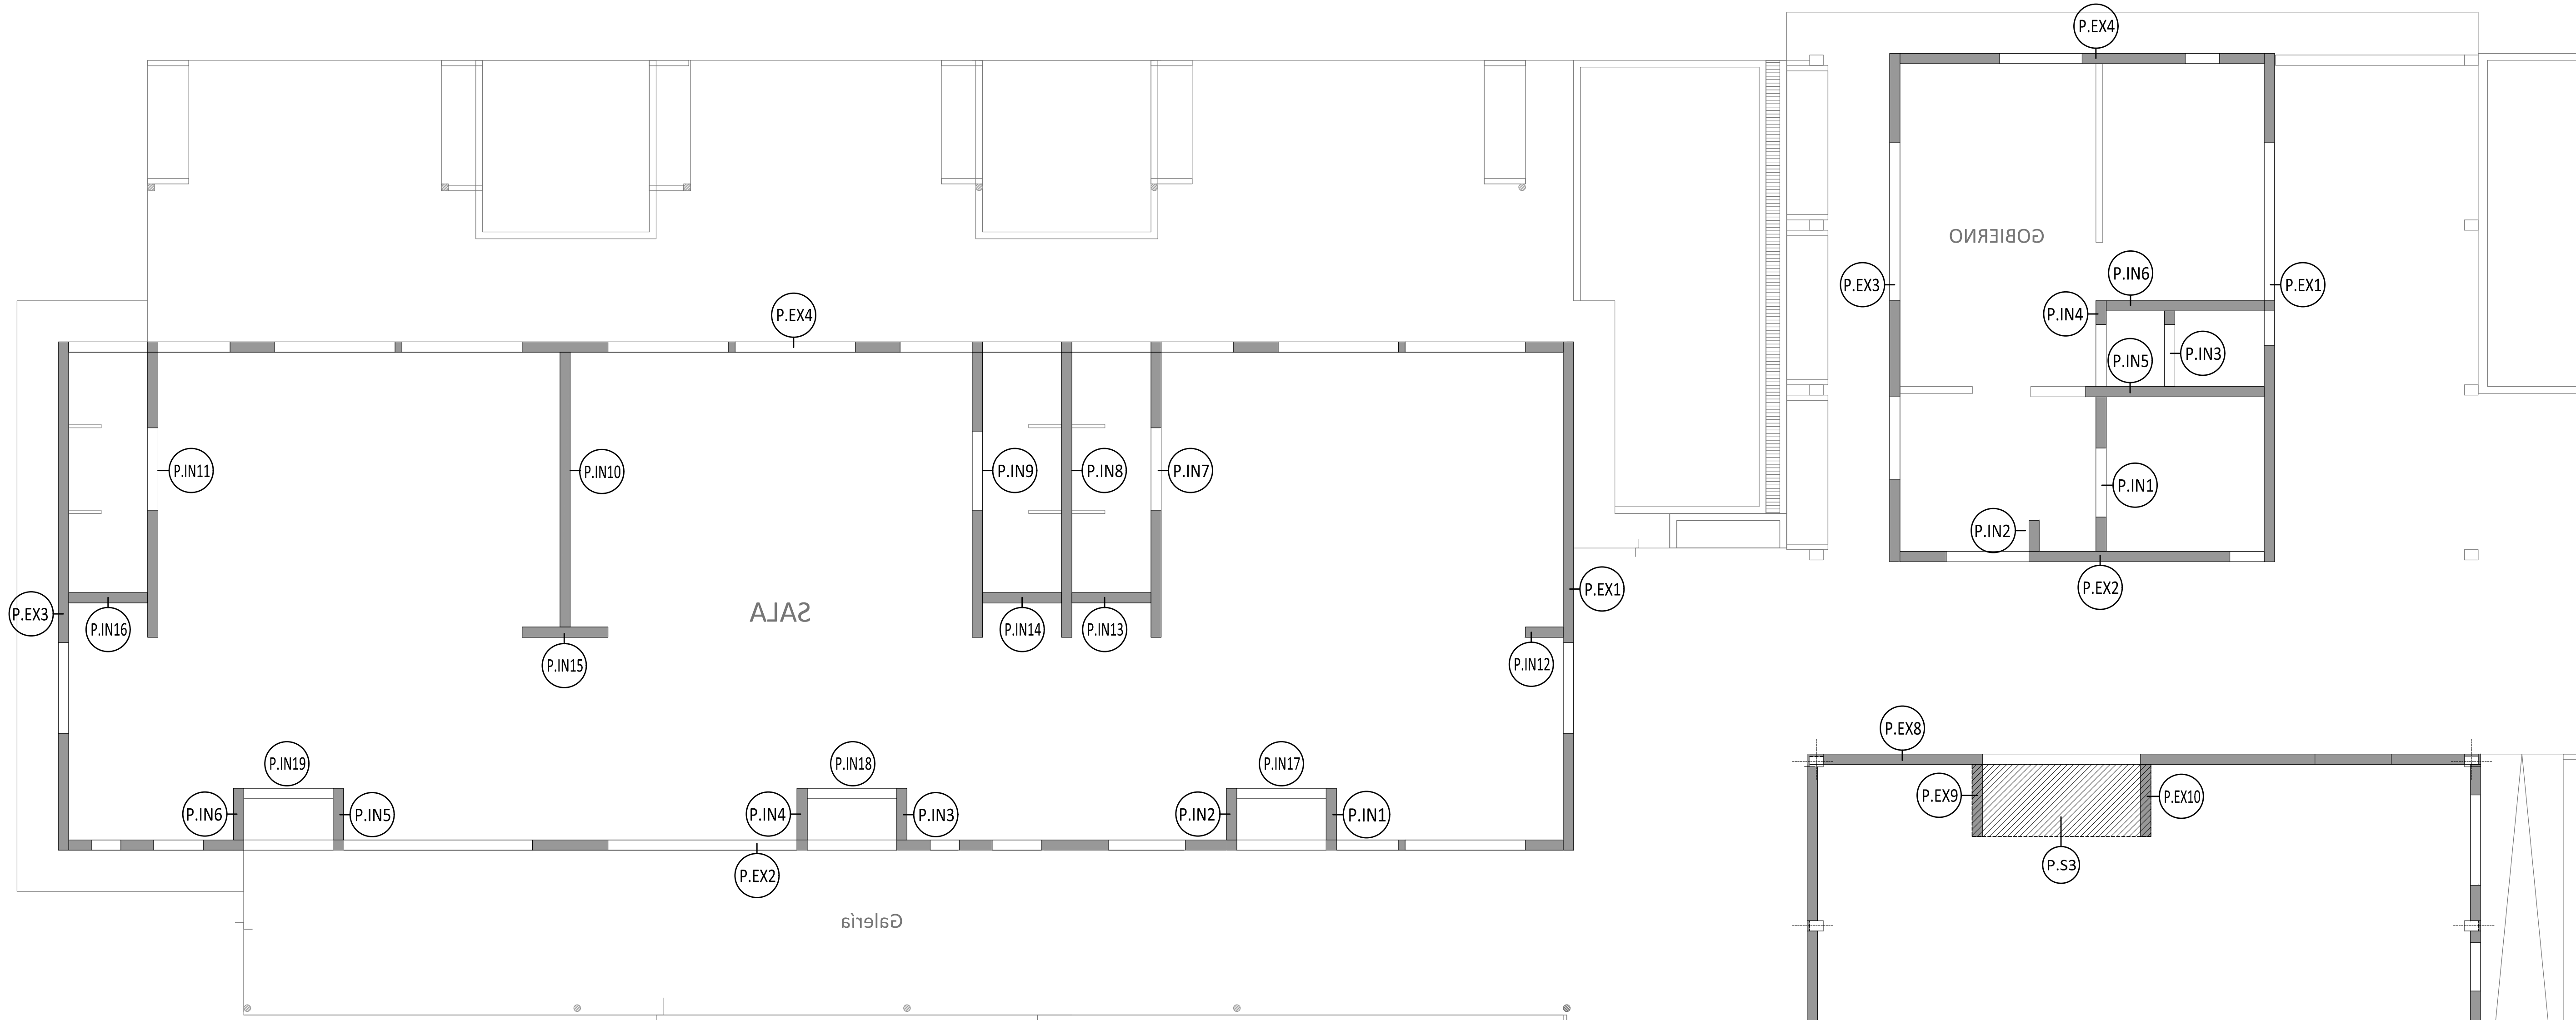 P.EX4
P.EX4
GOBIERNO
P.IN6
P.EX3
P.EX1
P.IN4
P.IN5
P.IN3
P.IN11
P.IN10
P.IN9
P.IN8
P.IN7
P.IN1
P.IN2
P.EX2
P.EX1
P.EX3
SALA
P.IN16
P.IN14
P.IN13
P.IN15
P.IN12
P.EX8
P.IN19
P.IN18
P.IN17
P.IN6
P.IN5
P.IN4
P.IN3
P.IN2
P.IN1
P.EX9
P.EX10
P.S3
P.EX2
Galería